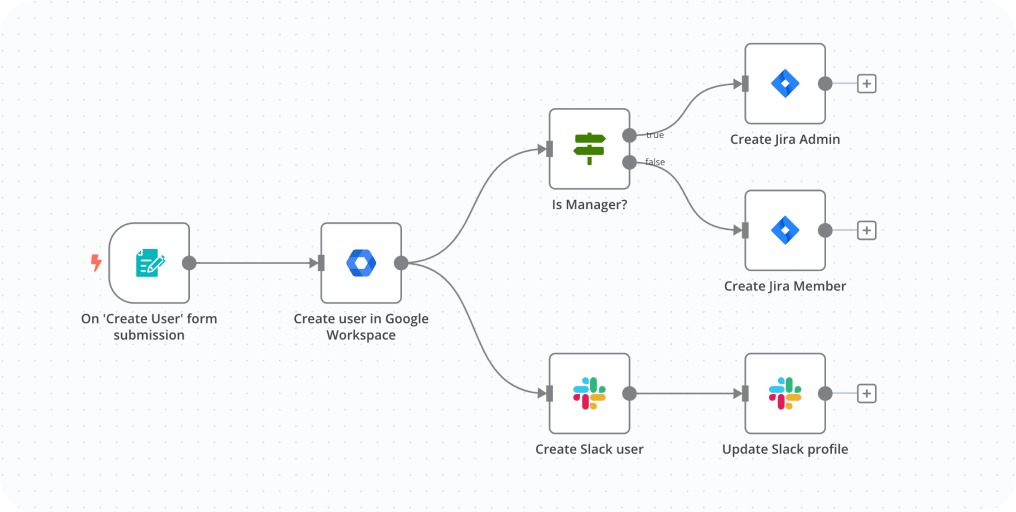 true
Create Jira Admin
false
Is Manager?
Create Jira Member
On 'Create User' form
submission
Create user in Google
Workspace
Create Slack user
Update Slack profile